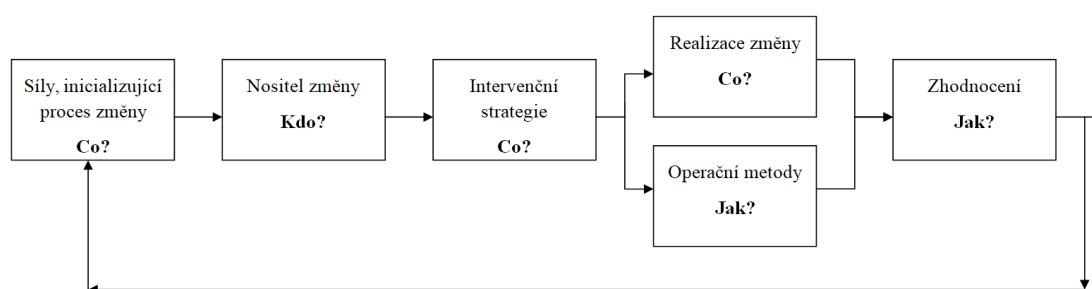 Síly, inicializující
proces změny
Co?
Nositel změny
Kdo?
Intervenční
strategie
Co?
Realizace změny
Co?
Operační metody
Jak?
Zhodnocení
Jak?